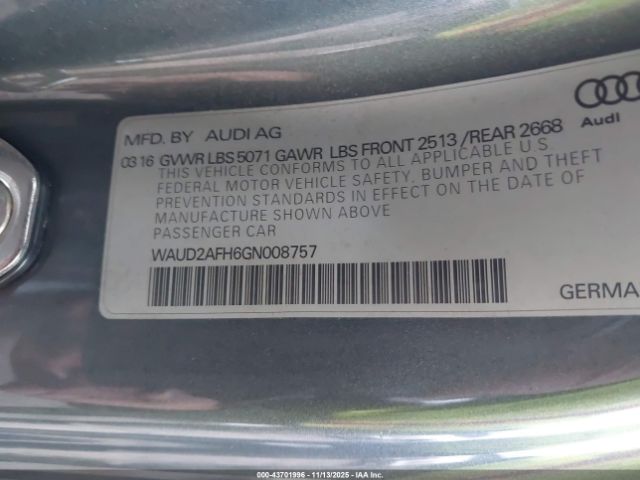 MFD. BY AUDI AG
Audi
03 16 GVWR LBS 5071 GAWR LBS FRONT 2513 /REAR 2668
THIS VEHICLE CONFORMS TO ALL APPLICABLE U.S.
FEDERAL MOTOR VEHICLE SAFETY, BUMPER AND THEFT
PREVENTION STANDARDS IN EFFECT ON THE DATE OF
MANUFACTURE SHOWN ABOVE
PASSENGER CAR
WAUD2AFH6GN008757
GERMA
00-43701996 - 11/13/2025 - IAAI Inc.